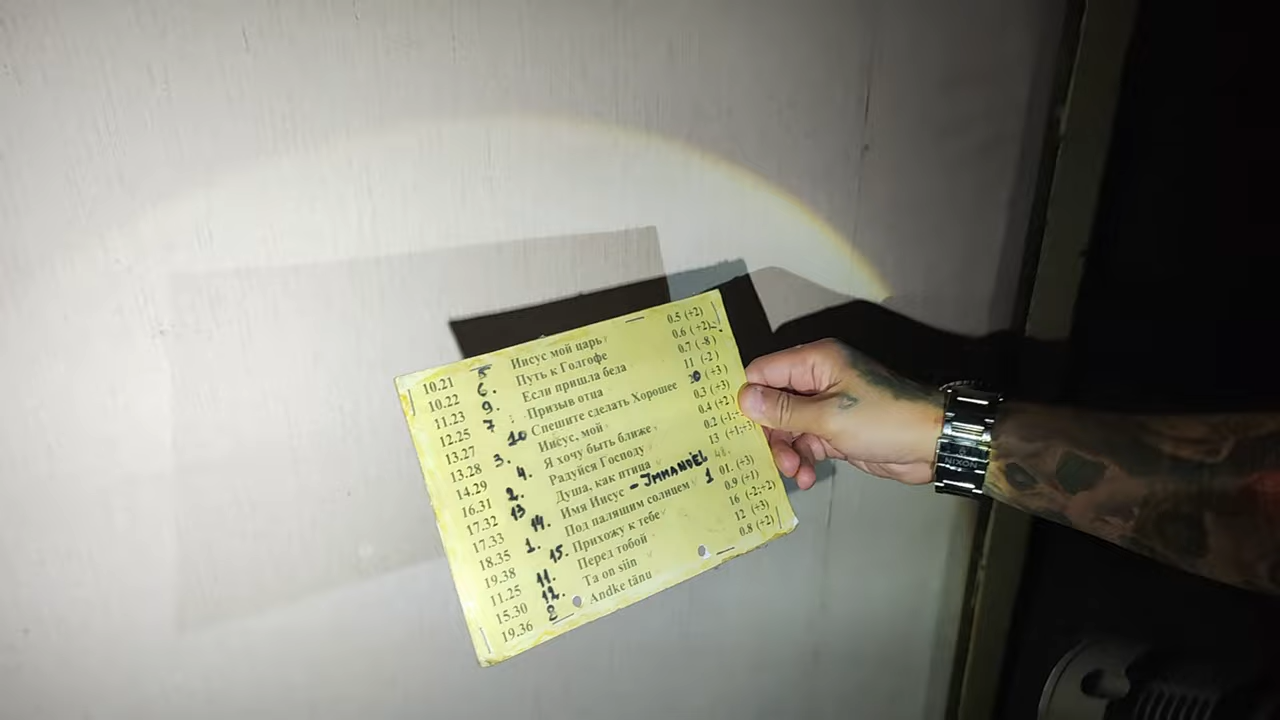 10.21 5 Иисус мой царь 0.5 (+2)
10.22 6. Путь к Голгофе 0.6 (+2)
11.23 9. Если пришла беда 0.7 (-8)
12.25 7 Призыв отца 11 (-2)
13.27 10 Спешите сделать Хорошее (+3)
13.28 3. Иисус, мой 0.3 (+3)
14.29 4. Я хочу быть ближе 0.4 (+2)
16.31 2. Радуйся Господу 0.2
17.32 13 Душа, как птица 13
17.33 14. Имя Иисус - IMMANOËL
18.35 1. Под палящим солнцем 1 01. (+3)
19.38 15. Прихожу к тебе 0.9 (+1)
11.25 11. Перед тобой 16 (-2;+2)
15.30 12. Ta on siin 12 (+3)
19.36 8 Andke tänu 0.8 (+2)
NIXON